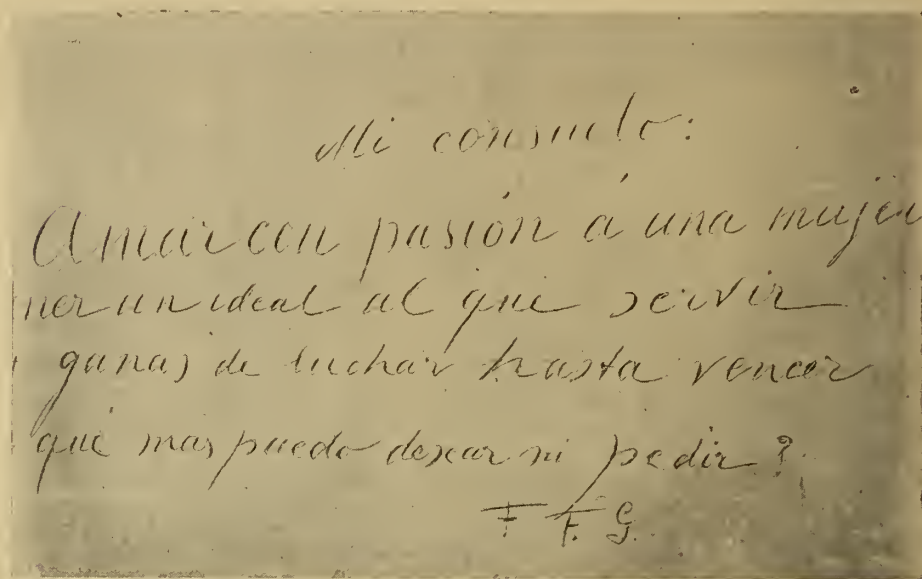 Mi consuelo:
Amar con pasión á una mujer
ner un ideal al que servir
y ganas de luchar hasta vencer
qué mas puedo desear ni pedir?
F. F. G.